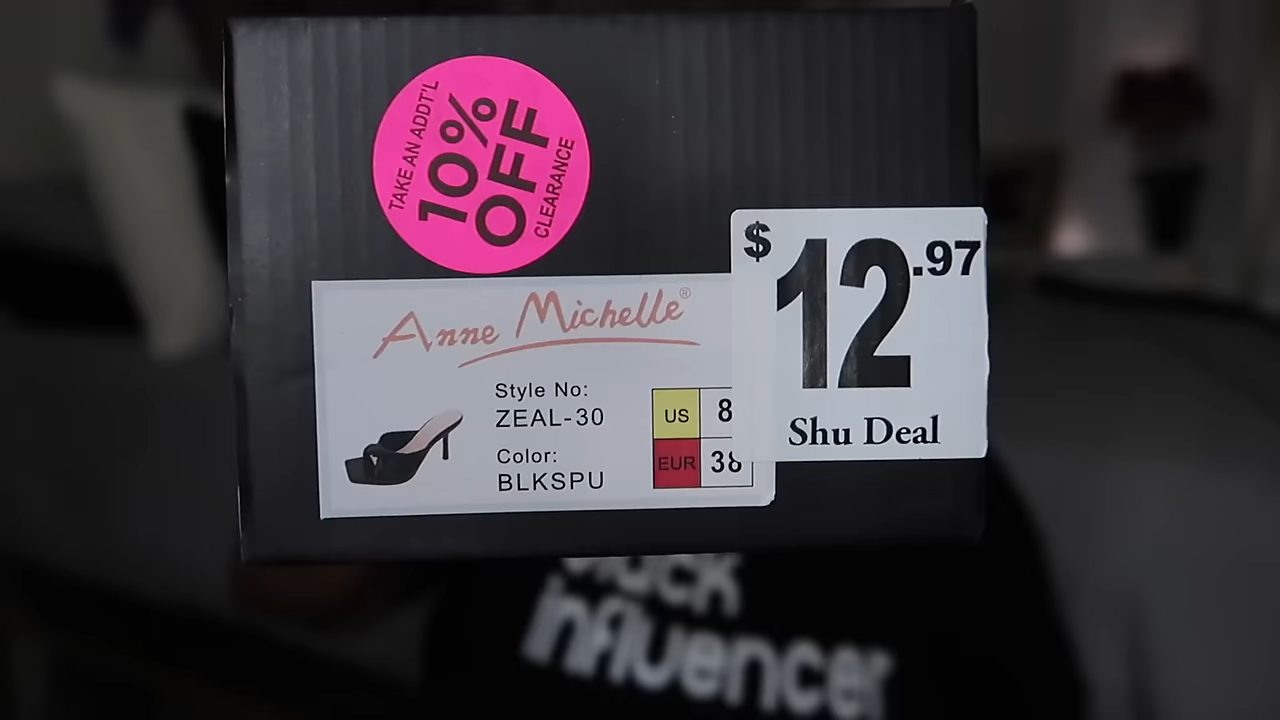 TAKE AN ADDT'L
10%
OFF
CLEARANCE
$12.97
Shu Deal
Anne Michelle®
Style No:
ZEAL-30
Color:
BLKSPU
US 8
EUR 38
influencer